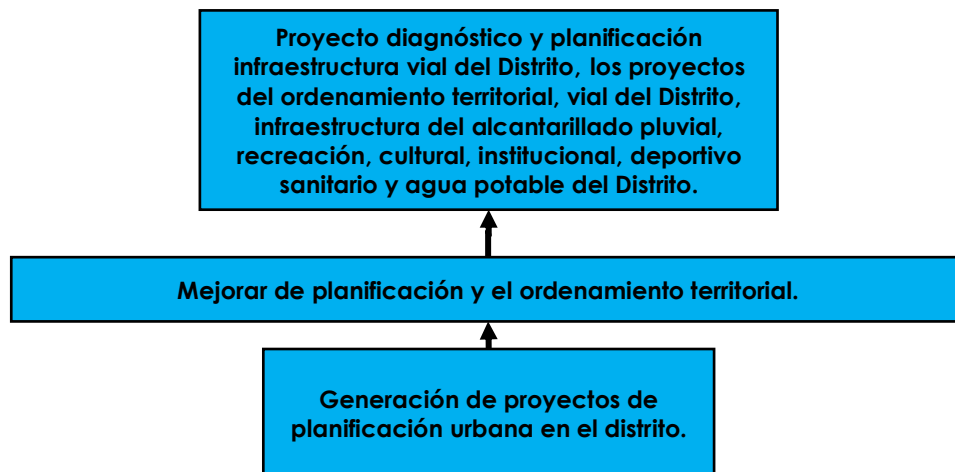 Proyecto diagnóstico y planificación
infraestructura vial del Distrito, los proyectos
del ordenamiento territorial, vial del Distrito,
infraestructura del alcantarillado pluvial,
recreación, cultural, institucional, deportivo
sanitario y agua potable del Distrito.
Mejorar de planificación y el ordenamiento territorial.
Generación de proyectos de
planificación urbana en el distrito.